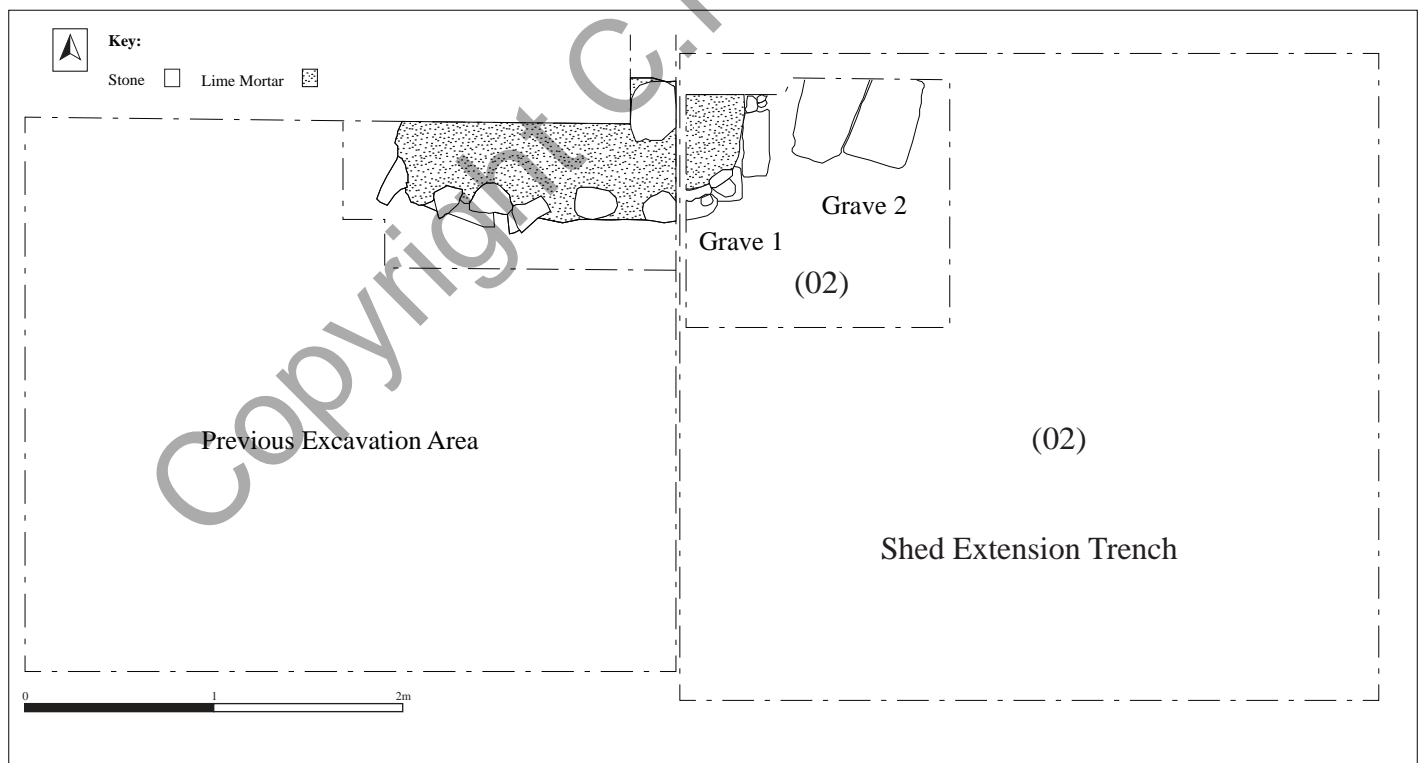 Key:
Stone Lime Mortar
Grave 2
Grave 1
(02)
Previous Excavation Area
(02)
Shed Extension Trench
0 1 2m
Copyright C.